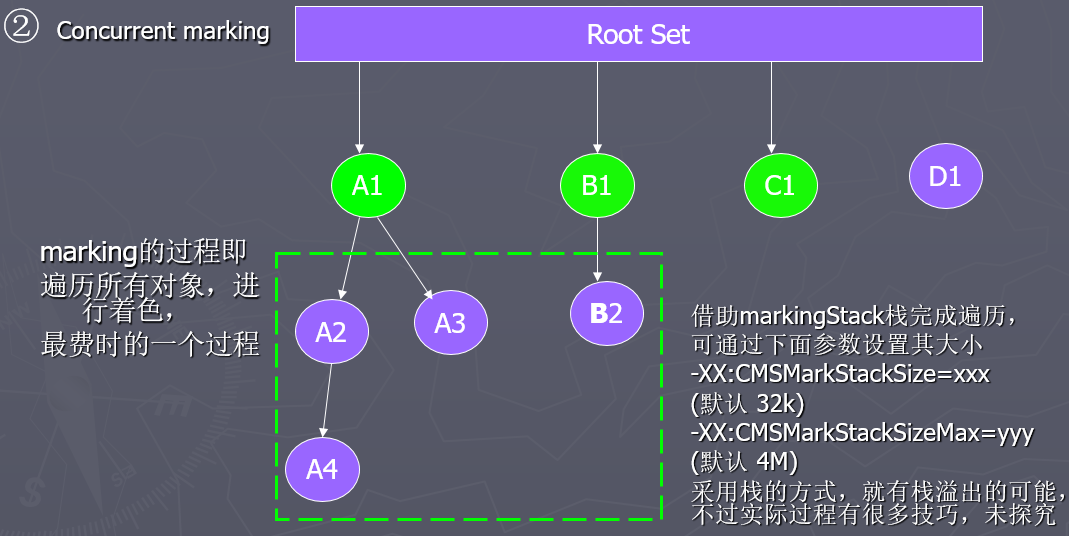 ② Concurrent marking
Root Set
A1
B1
C1
D1
marking的过程即
遍历所有对象，进
行着色，
最费时的一个过程
A2
A3
B2
A4
借助markingStack栈完成遍历，
可通过下面参数设置其大小
-XX:CMSMarkStackSize=xxx
(默认 32k)
-XX:CMSMarkStackSizeMax=yyy
(默认 4M)
采用栈的方式，就有栈溢出的可能，
不过实际过程有很多技巧，未探究